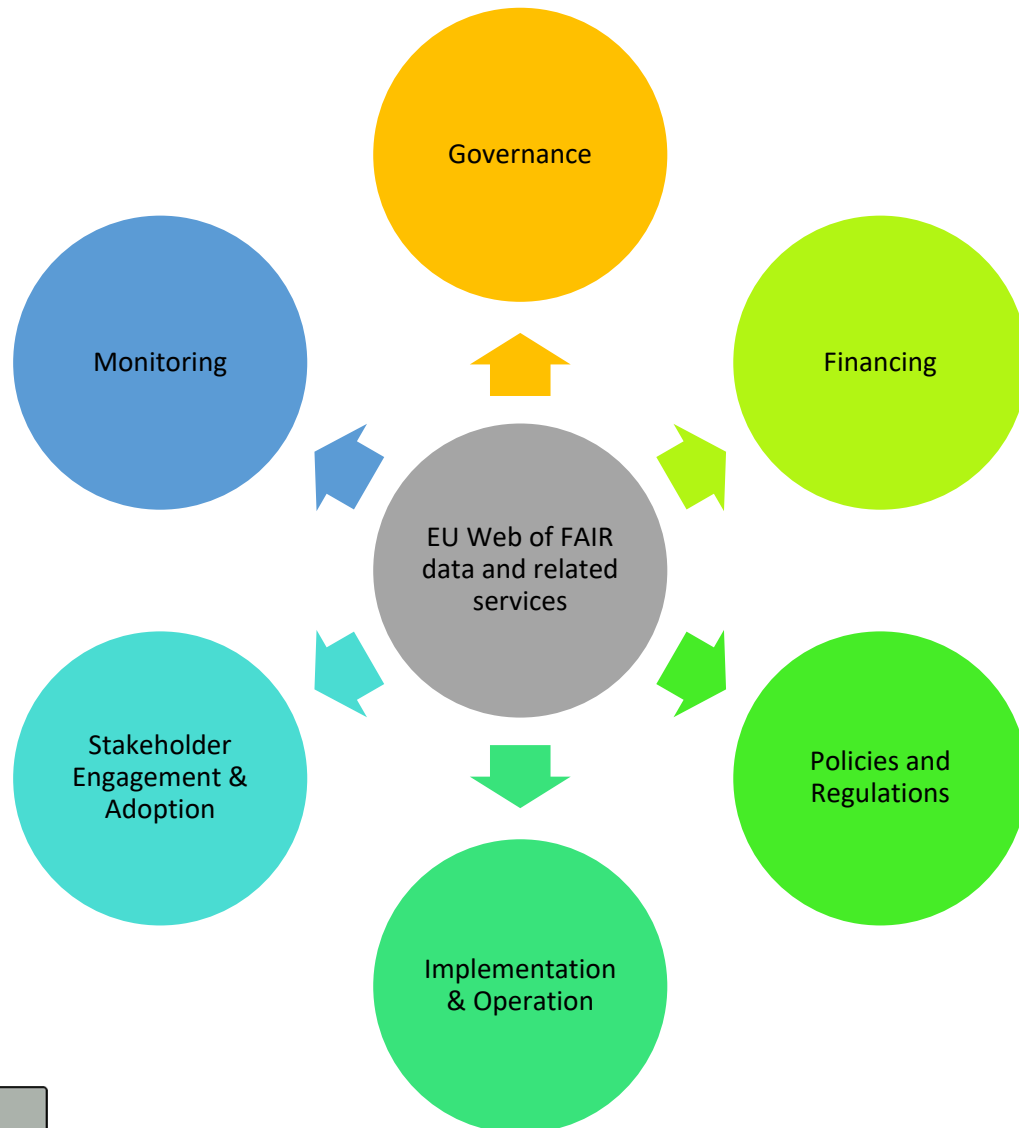 Governance
Monitoring
Financing
EU Web of FAIR
data and related
services
Stakeholder
Engagement &
Adoption
Policies and
Regulations
Implementation
& Operation